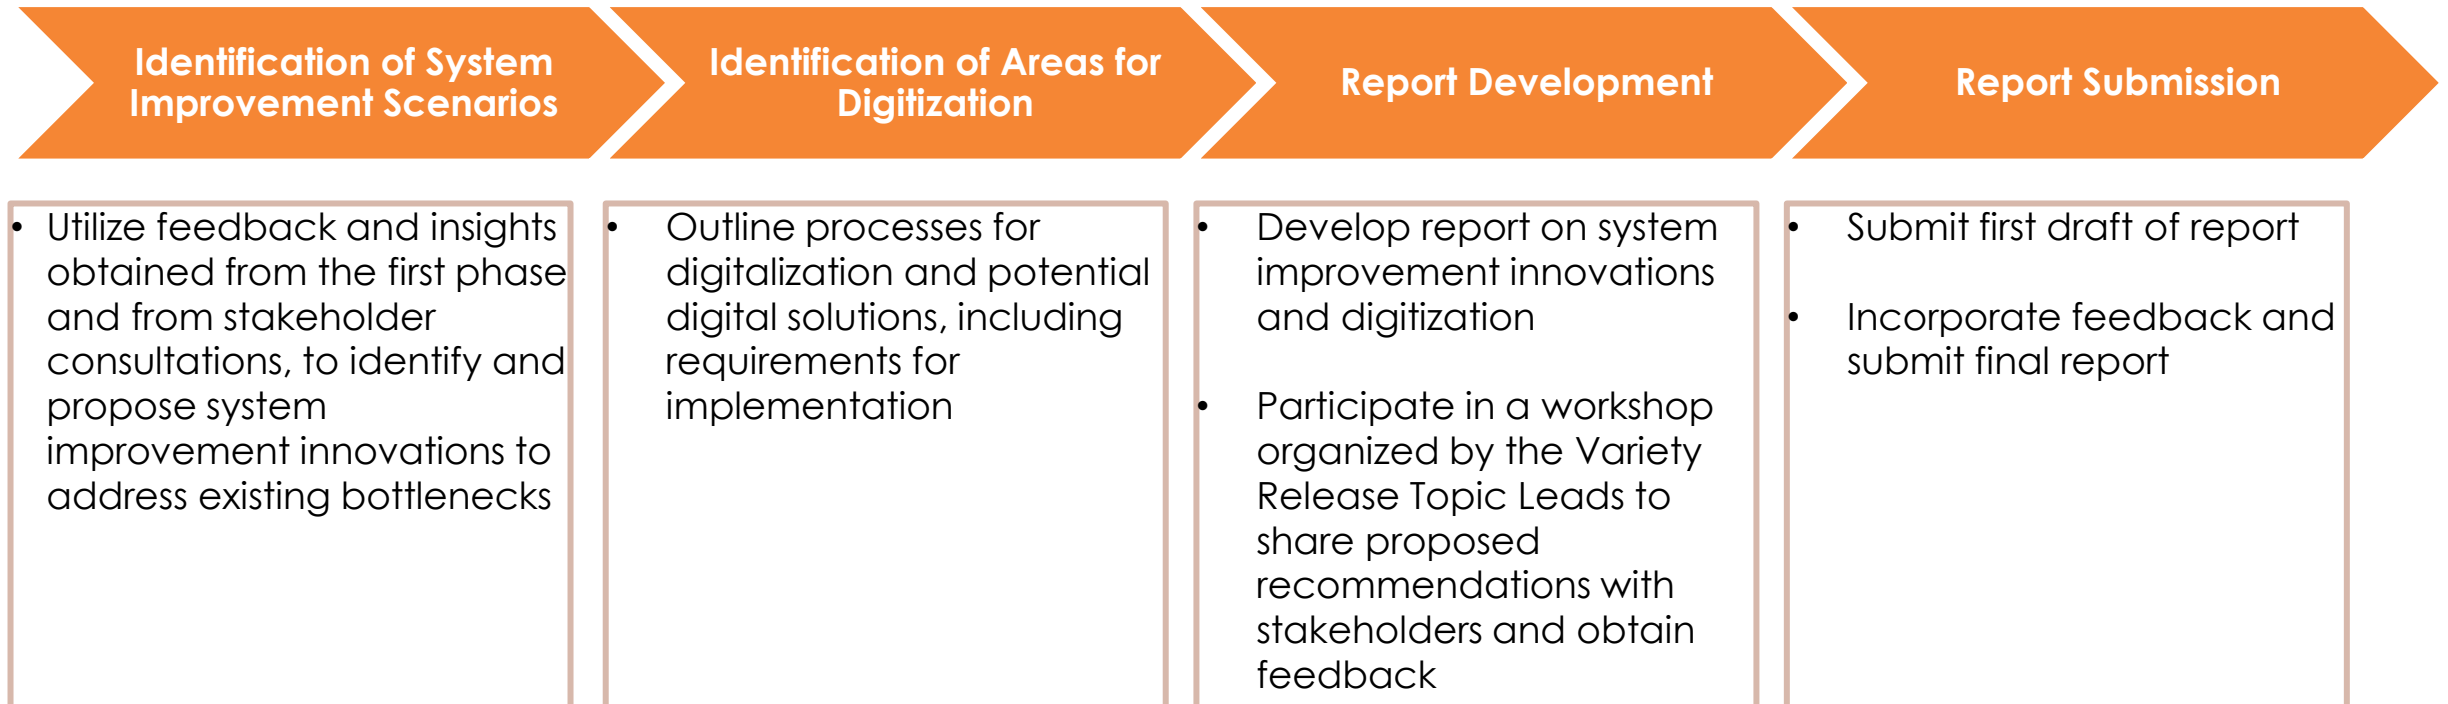 Identification of System
Improvement Scenarios
Identification of Areas for
Digitization
Report Development
Report Submission
• Utilize feedback and insights
obtained from the first phase
and from stakeholder
consultations, to identify and
propose system
improvement innovations to
address existing bottlenecks
• Outline processes for
digitalization and potential
digital solutions, including
requirements for
implementation
• Develop report on system
improvement innovations
and digitization
• Participate in a workshop
organized by the Variety
Release Topic Leads to
share proposed
recommendations with
stakeholders and obtain
feedback
• Submit first draft of report
• Incorporate feedback and
submit final report